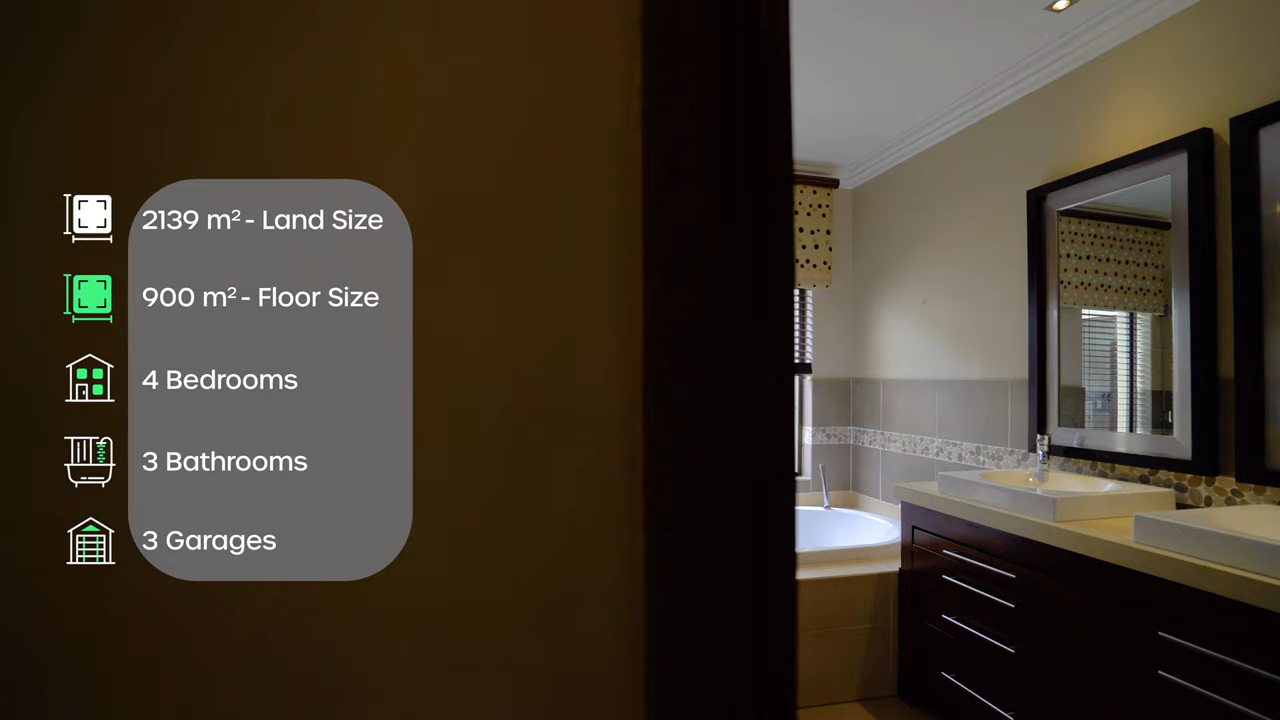 2139 m² - Land Size
900 m² - Floor Size
4 Bedrooms
3 Bathrooms
3 Garages